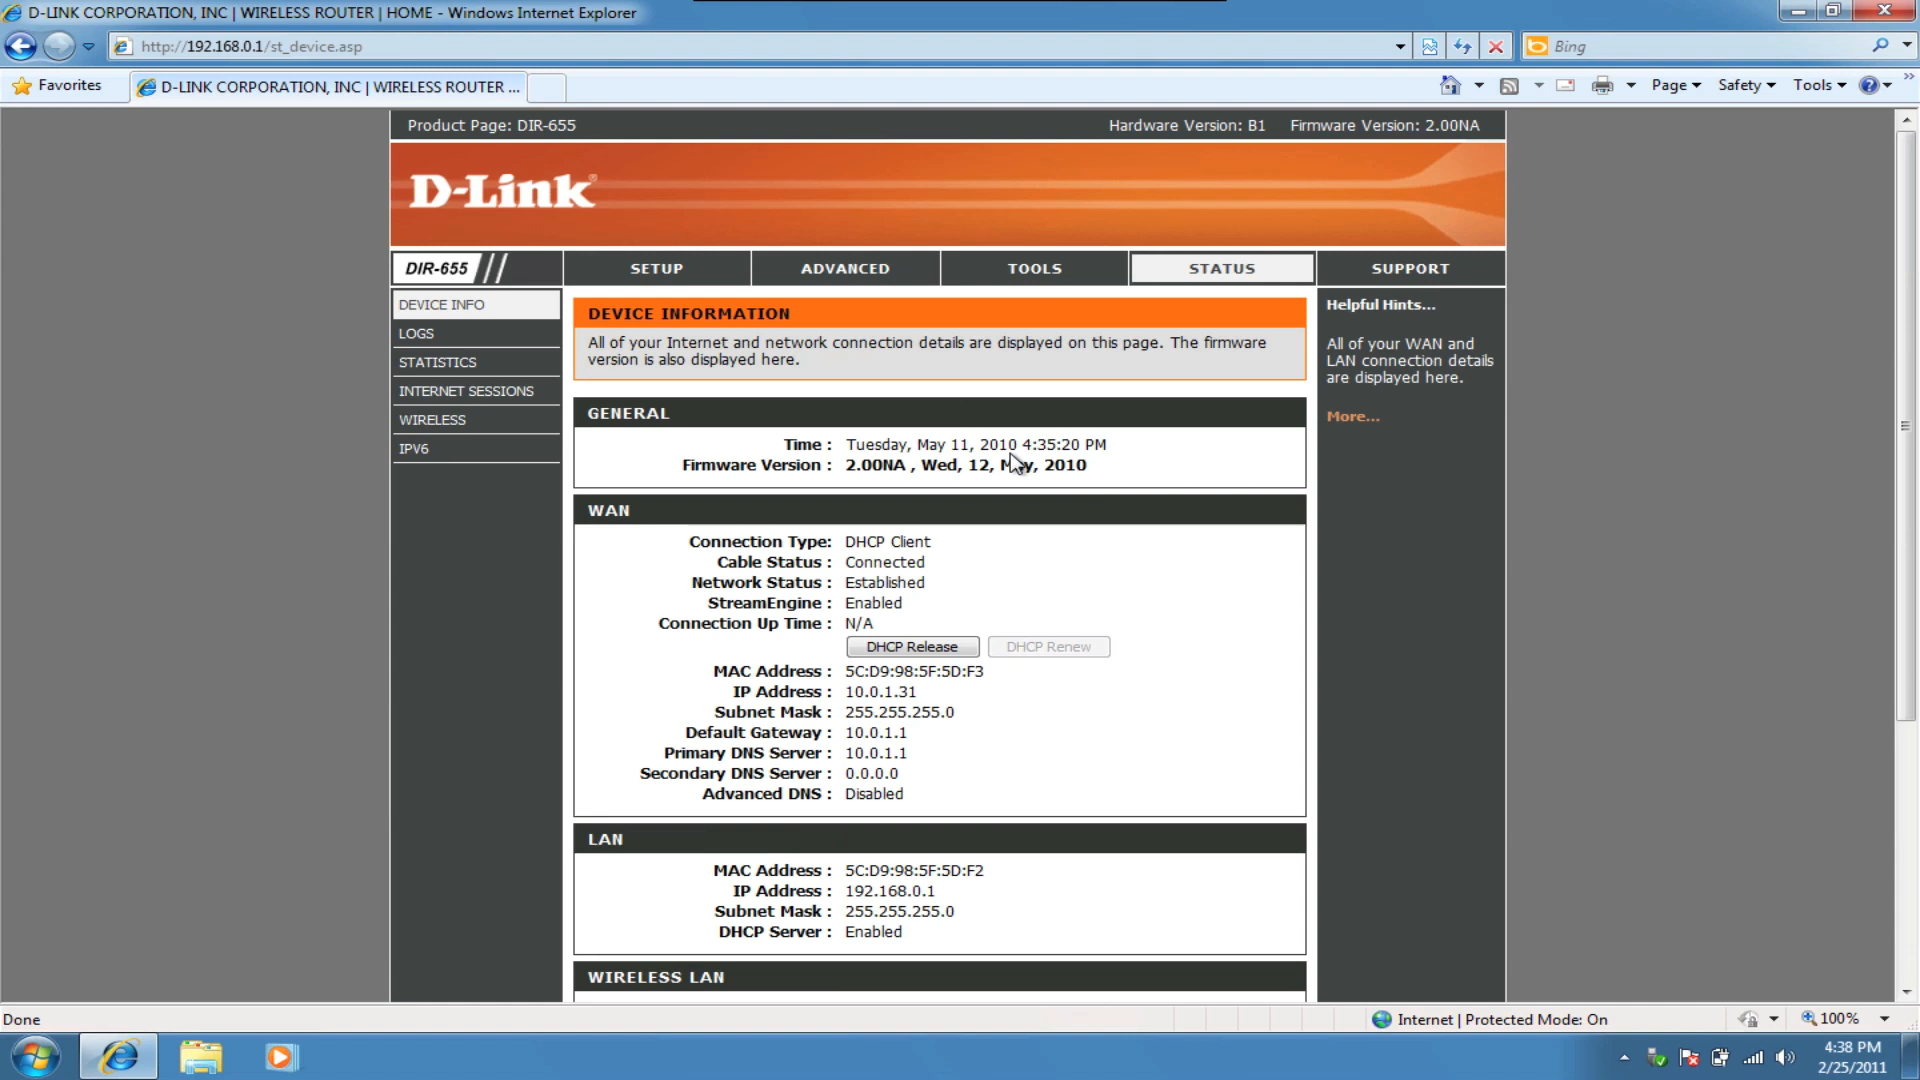 D-LINK CORPORATION, INC | WIRELESS ROUTER | HOME - Windows Internet Explorer
http://192.168.0.1/st_device.asp
Bing
Favorites
D-LINK CORPORATION, INC | WIRELESS ROUTER ...
Page
Safety
Tools
Product Page: DIR-655
Hardware Version: B1
Firmware Version: 2.00NA
D-Link®
DIR-655
SETUP
ADVANCED
TOOLS
STATUS
SUPPORT
DEVICE INFO
LOGS
STATISTICS
INTERNET SESSIONS
WIRELESS
IPV6
DEVICE INFORMATION
All of your Internet and network connection details are displayed on this page. The firmware
version is also displayed here.
GENERAL
Time : Tuesday, May 11, 2010 4:35:20 PM
Firmware Version : 2.00NA , Wed, 12, May, 2010
WAN
Connection Type: DHCP Client
Cable Status : Connected
Network Status : Established
StreamEngine : Enabled
Connection Up Time : N/A
DHCP Release DHCP Renew
MAC Address : 5C:D9:98:5F:5D:F3
IP Address : 10.0.1.31
Subnet Mask : 255.255.255.0
Default Gateway : 10.0.1.1
Primary DNS Server : 10.0.1.1
Secondary DNS Server : 0.0.0.0
Advanced DNS : Disabled
LAN
MAC Address : 5C:D9:98:5F:5D:F2
IP Address : 192.168.0.1
Subnet Mask : 255.255.255.0
DHCP Server : Enabled
WIRELESS LAN
Helpful Hints...
All of your WAN and
LAN connection details
are displayed here.
More...
Done
Internet | Protected Mode: On
100%
4:38 PM
2/25/2011